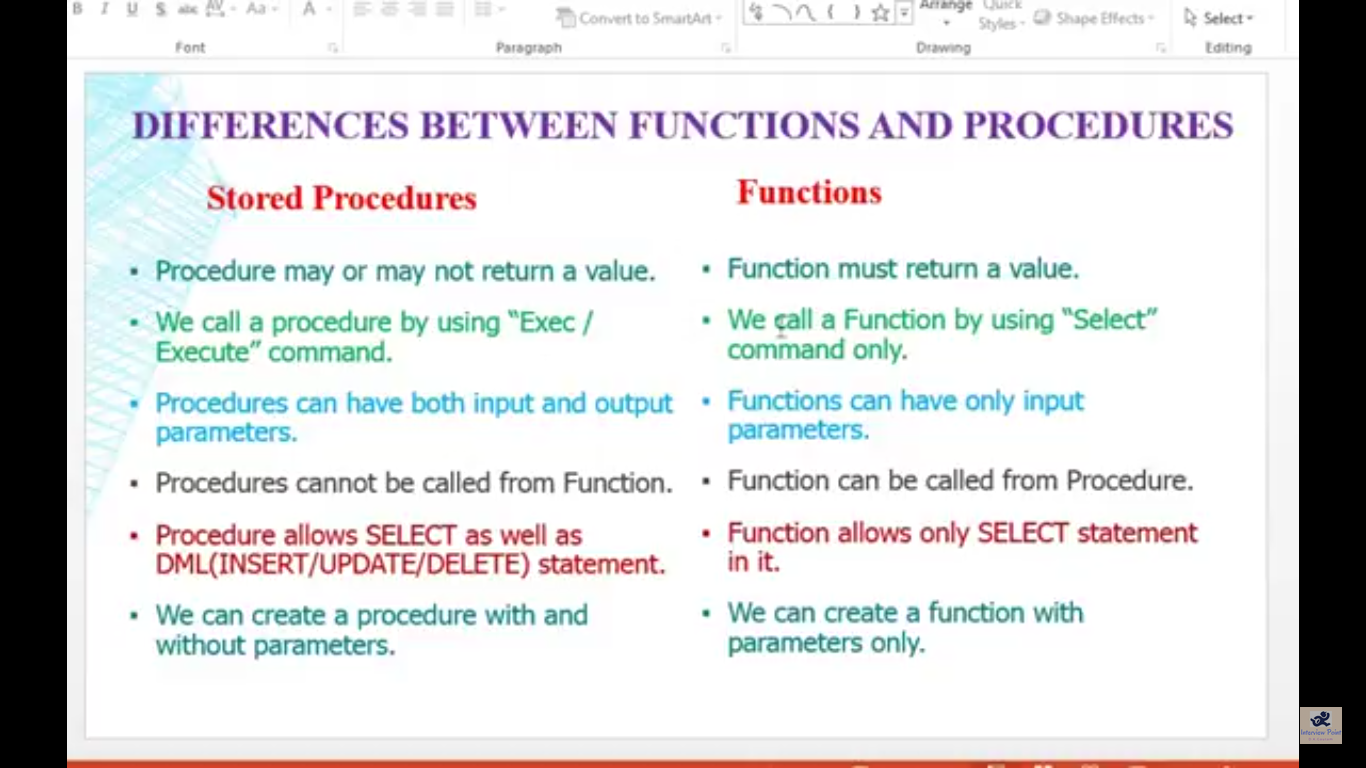 B I U S abc AV Aa A
Convert to SmartArt
Arrange
Quick
Styles
Shape Effects
Select
Font
Paragraph
Drawing
Editing
DIFFERENCES BETWEEN FUNCTIONS AND PROCEDURES
Stored Procedures
▪ Procedure may or may not return a value.
▪ We call a procedure by using “Exec /
Execute” command.
▪ Procedures can have both input and output
parameters.
▪ Procedures cannot be called from Function.
▪ Procedure allows SELECT as well as
DML(INSERT/UPDATE/DELETE) statement.
▪ We can create a procedure with and
without parameters.
Functions
▪ Function must return a value.
▪ We call a Function by using “Select”
command only.
▪ Functions can have only input
parameters.
▪ Function can be called from Procedure.
▪ Function allows only SELECT statement
in it.
▪ We can create a function with
parameters only.
Interview Point